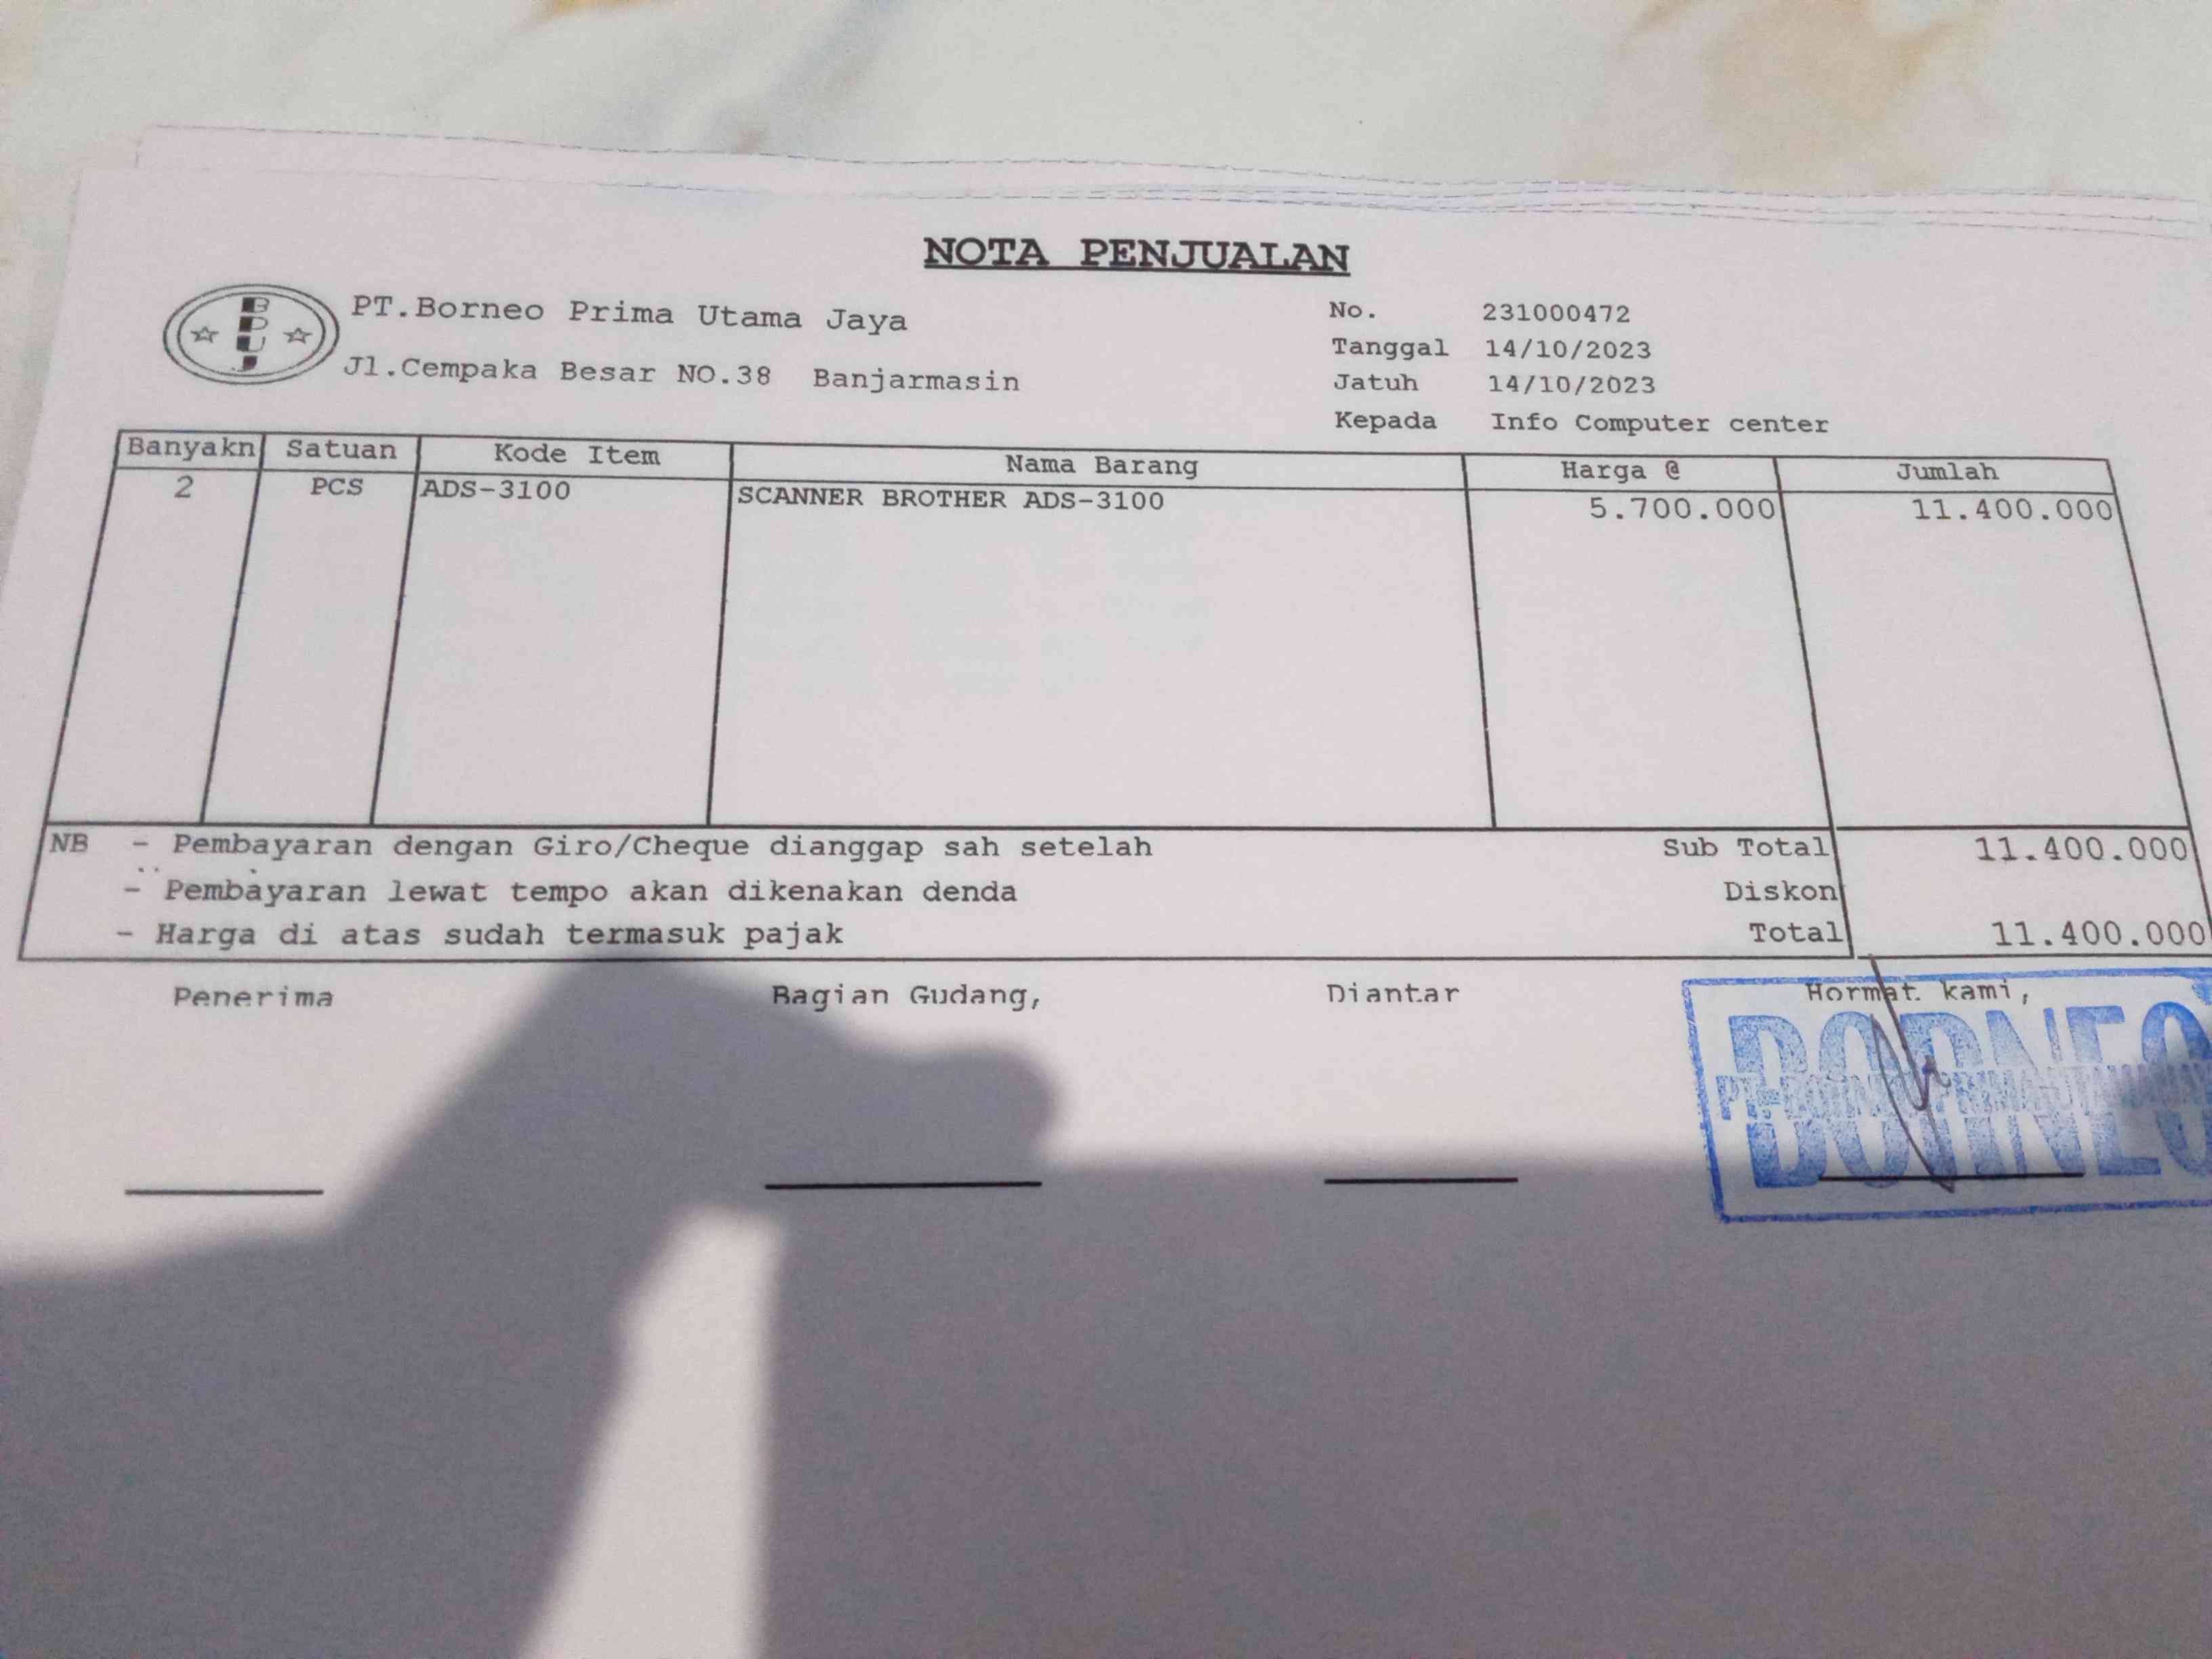 NOTA PENJUALAN
BPUJ
PT.Borneo Prima Utama Jaya
Jl.Cempaka Besar NO.38 Banjarmasin
No. 231000472
Tanggal 14/10/2023
Jatuh 14/10/2023
Kepada Info Computer center
Banyakn Satuan Kode Item Nama Barang Harga @ Jumlah
2 PCS ADS-3100 SCANNER BROTHER ADS-3100 5.700.000 11.400.000
NB - Pembayaran dengan Giro/Cheque dianggap sah setelah Sub Total 11.400.000
- Pembayaran lewat tempo akan dikenakan denda Diskon
- Harga di atas sudah termasuk pajak Total 11.400.000
Penerima Bagian Gudang, Diantar Hormat kami,
BORNEO
BORNEO